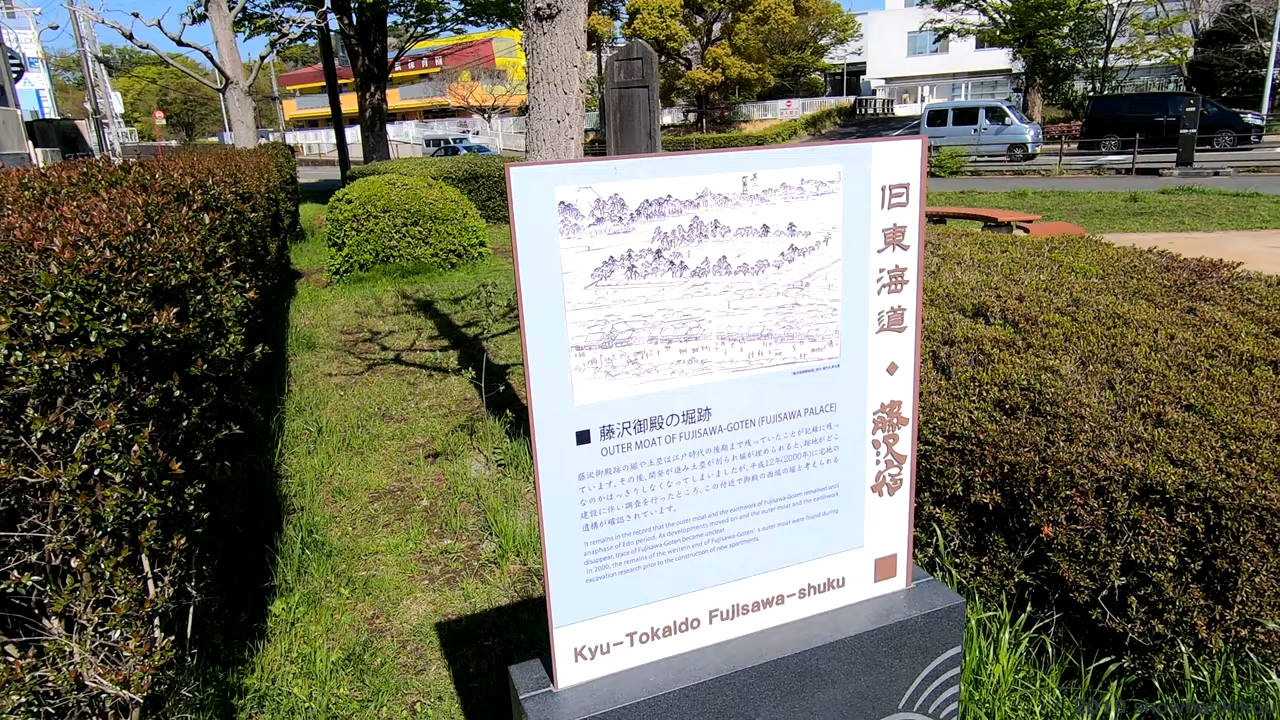 旧東海道◆藤沢宿
藤沢御殿の堀跡
OUTER MOAT OF FUJISAWA-GOTEN (FUJISAWA PALACE)
藤沢御殿跡の堀や土塁は江戸時代の後期まで残っていたことが記録に残っ
ています。その後、開発が進み土塁が削られ堀が埋められると、跡地がどこ
なのかはっきりしなくなってしまいましたが、平成12年(2000年)に宅地の
建設に伴い調査を行ったところ、この付近で御殿の西端の堀と考えられる
遺構が確認されています。
It remains in the record that the outer moat and the earthwork of Fujisawa-Goten remained until
anaphase of Edo period. As developments moved on and the outer moat and the earthwork
disappear, trace of Fujisawa-Goten became unclear.
In 2000, the remains of the western end of Fujisawa-Goten's outer moat were found during
excavation research prior to the construction of new apartments.
Kyu-Tokaido Fujisawa-shuku